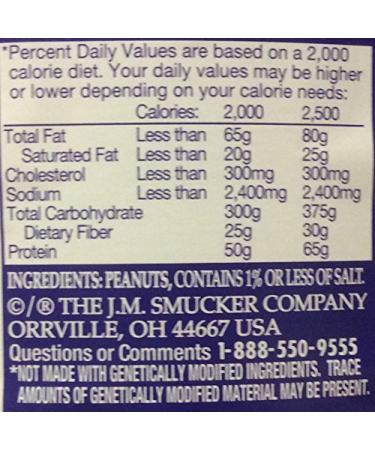 *Percent Daily Values are based on a 2,000
calorie diet. Your daily values may be higher
or lower depending on your calorie needs:
Calories: 2,000 2,500
Total Fat Less than 65g 80g
Saturated Fat Less than 20g 25g
Cholesterol Less than 300mg 300mg
Sodium Less than 2,400mg 2,400mg
Total Carbohydrate 300g 375g
Dietary Fiber 25g 30g
Protein 50g 65g
INGREDIENTS: PEANUTS, CONTAINS 1% OR LESS OF SALT.
©/® THE J.M. SMUCKER COMPANY
ORRVILLE, OH 44667 USA
Questions or Comments 1-888-550-9555
*NOT MADE WITH GENETICALLY MODIFIED INGREDIENTS. TRACE
AMOUNTS OF GENETICALLY MODIFIED MATERIAL MAY BE PRESENT.